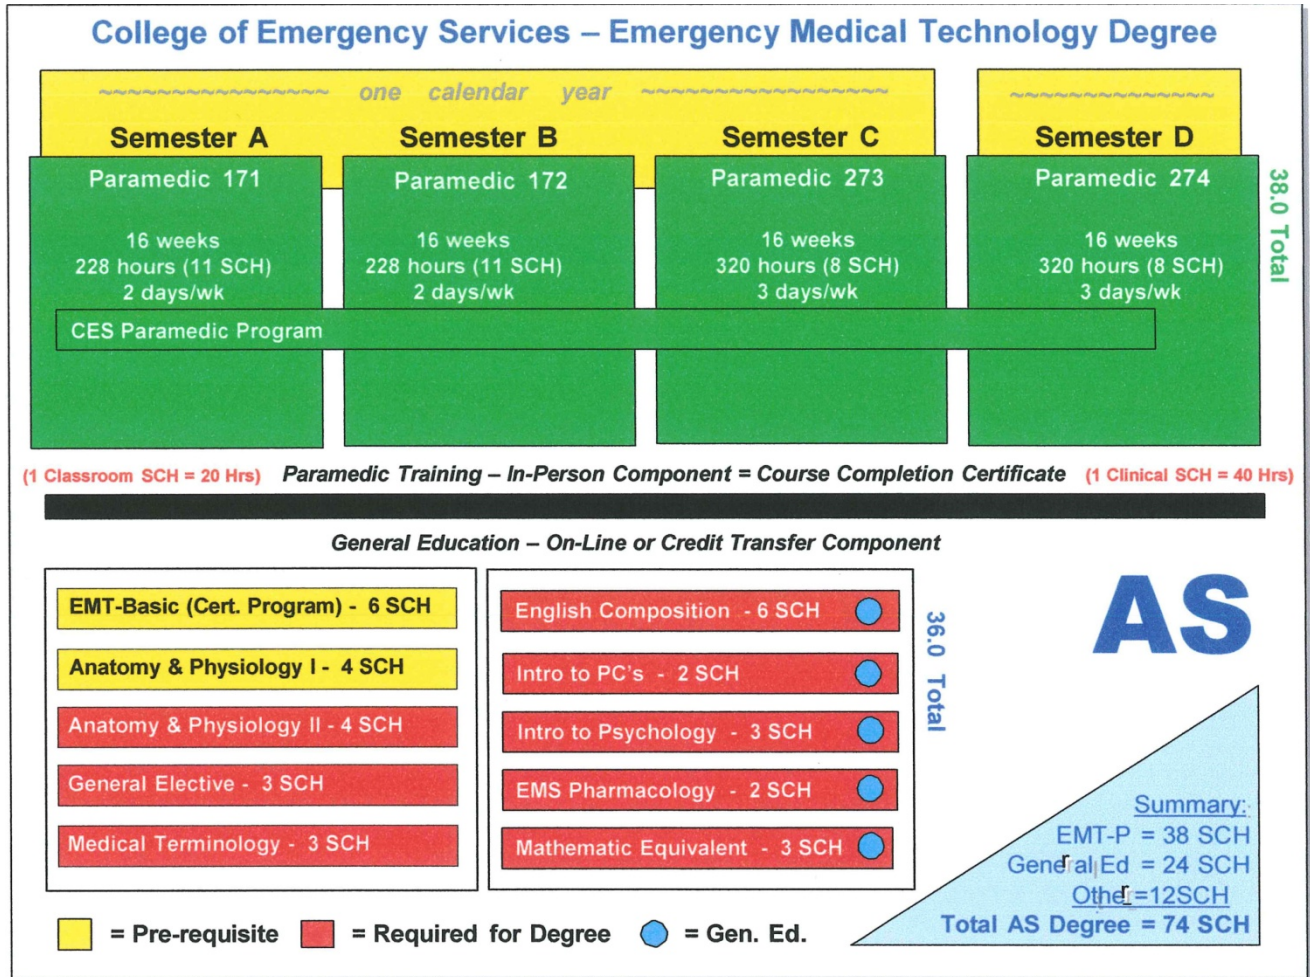 College of Emergency Services – Emergency Medical Technology Degree
~~~~~~~~~~~~~~~~ one calendar year ~~~~~~~~~~~~~~~~~
~~~~~~~~~~~~~~
Semester A
Semester B
Semester C
Semester D
Paramedic 171
16 weeks
228 hours (11 SCH)
2 days/wk
Paramedic 172
16 weeks
228 hours (11 SCH)
2 days/wk
Paramedic 273
16 weeks
320 hours (8 SCH)
3 days/wk
Paramedic 274
16 weeks
320 hours (8 SCH)
3 days/wk
38.0 Total
CES Paramedic Program
(1 Classroom SCH = 20 Hrs) Paramedic Training – In-Person Component = Course Completion Certificate (1 Clinical SCH = 40 Hrs)
General Education – On-Line or Credit Transfer Component
EMT-Basic (Cert. Program) - 6 SCH
Anatomy & Physiology I - 4 SCH
Anatomy & Physiology II - 4 SCH
General Elective - 3 SCH
Medical Terminology - 3 SCH
English Composition - 6 SCH
Intro to PC's - 2 SCH
Intro to Psychology - 3 SCH
EMS Pharmacology - 2 SCH
Mathematic Equivalent - 3 SCH
36.0 Total
AS
Summary:
EMT-P = 38 SCH
General Ed = 24 SCH
Other=12SCH
Total AS Degree = 74 SCH
= Pre-requisite
= Required for Degree
= Gen. Ed.